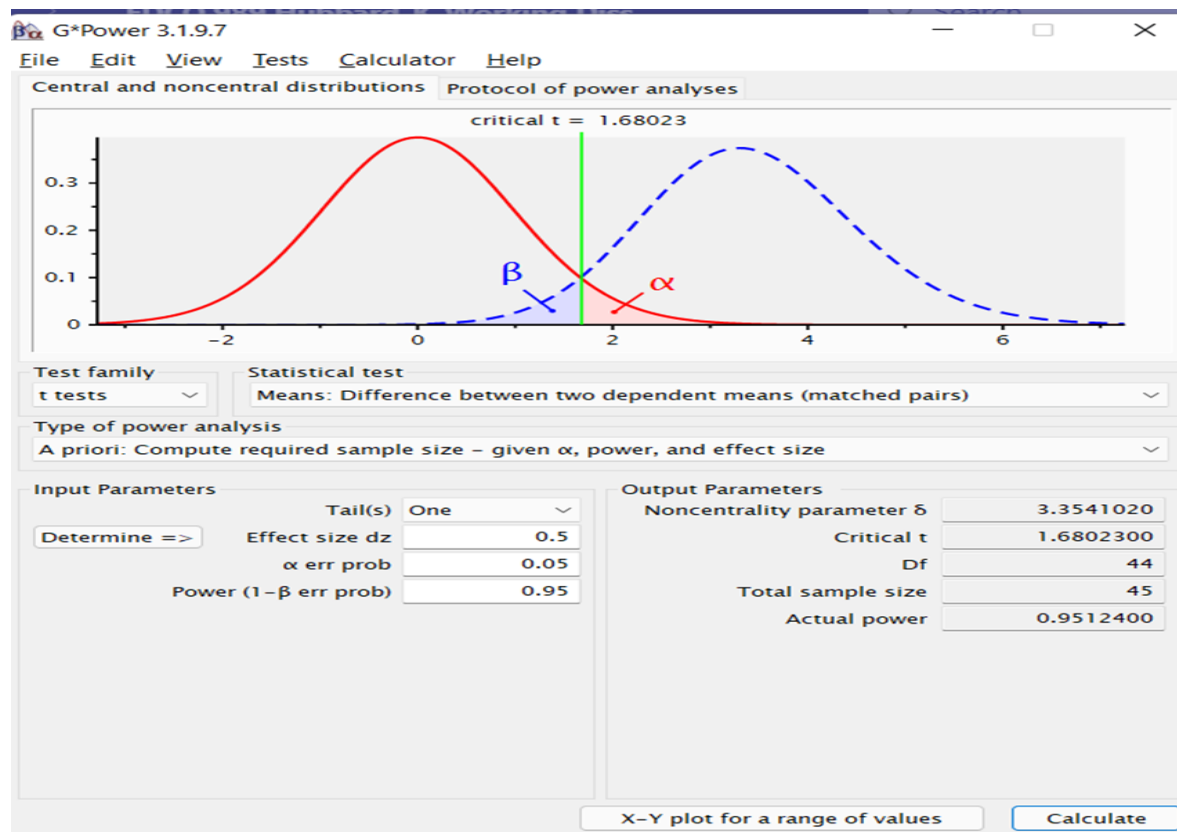 G*Power 3.1.9.7
File Edit View Tests Calculator Help
Central and noncentral distributions Protocol of power analyses
critical t = 1.68023
0.3
0.2
0.1
0
β
α
-2 0 2 4 6
Test family Statistical test
t tests Means: Difference between two dependent means (matched pairs)
Type of power analysis
A priori: Compute required sample size - given α, power, and effect size
Input Parameters
Tail(s) One
Determine => Effect size dz 0.5
α err prob 0.05
Power (1-β err prob) 0.95
Output Parameters
Noncentrality parameter δ 3.3541020
Critical t 1.6802300
Df 44
Total sample size 45
Actual power 0.9512400
X-Y plot for a range of values Calculate